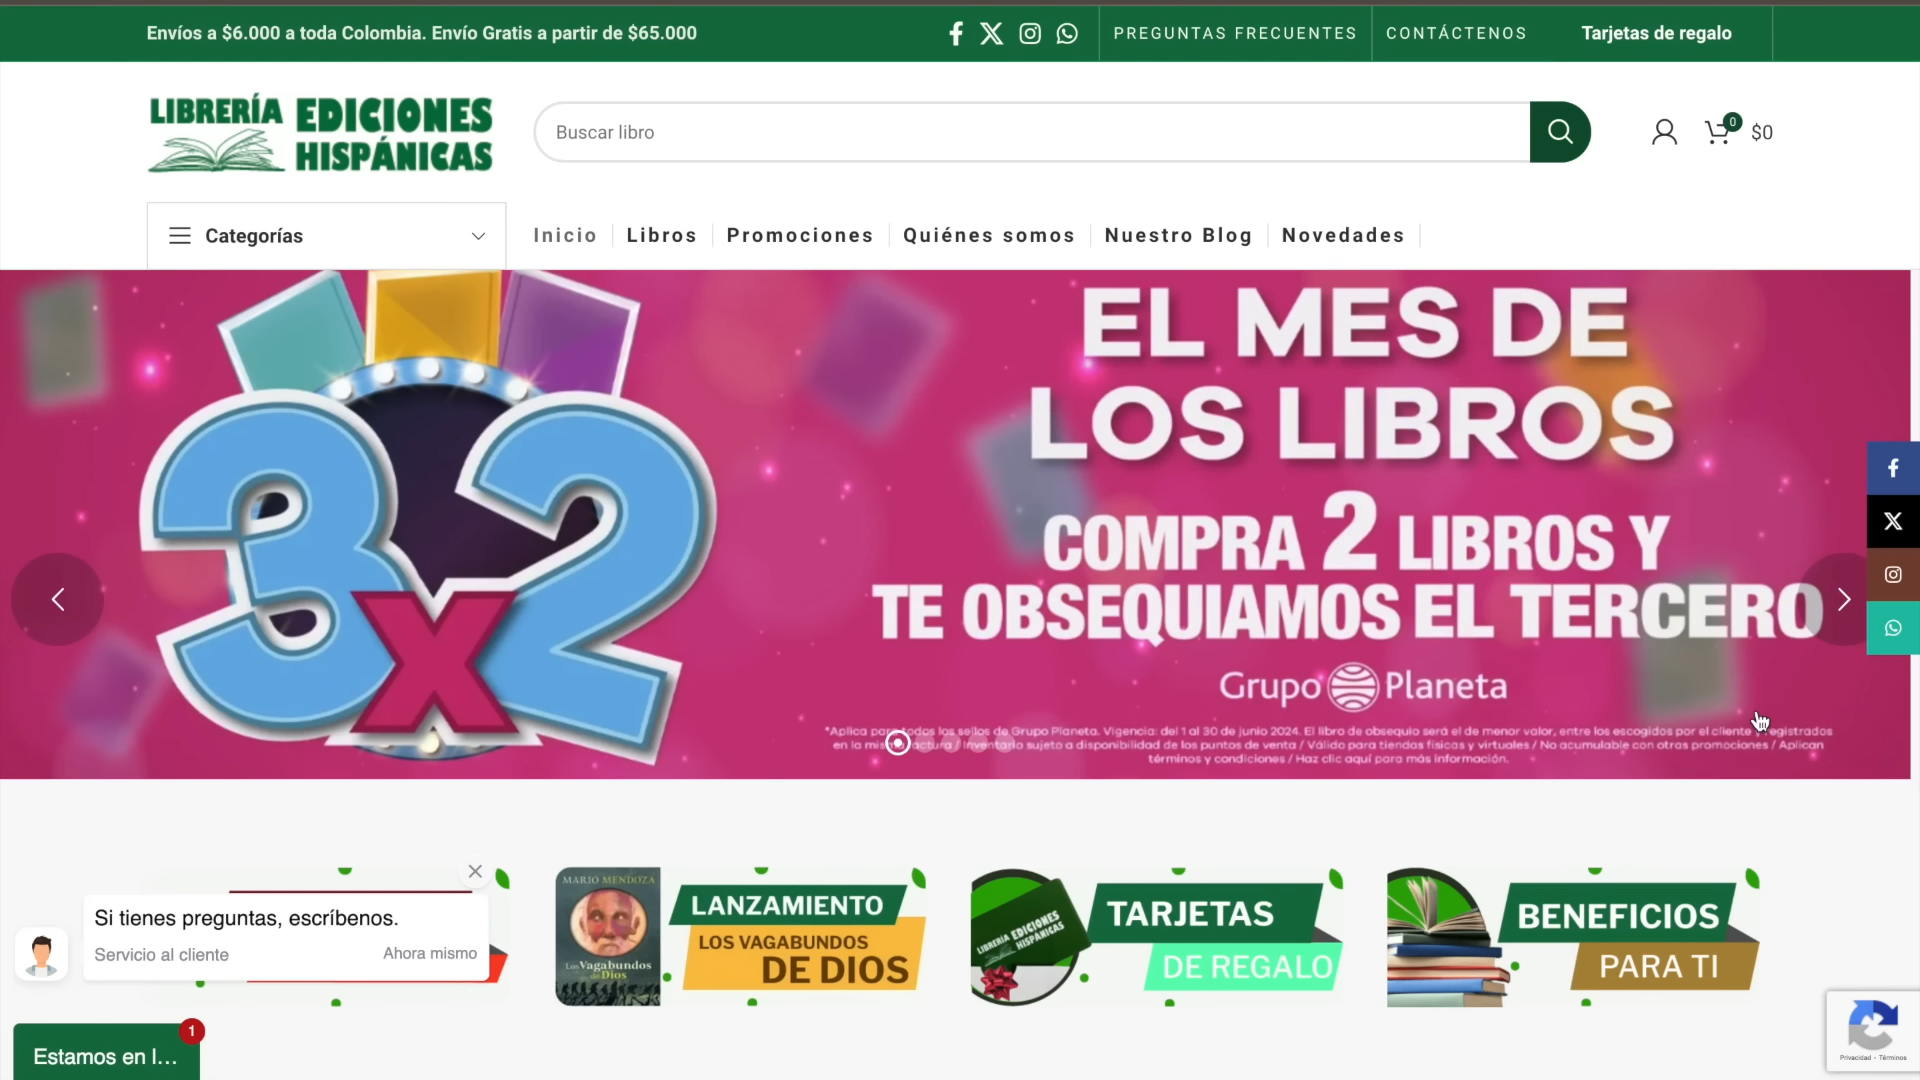 Envíos a $6.000 a toda Colombia. Envío Gratis a partir de $65.000
PREGUNTAS FRECUENTES
CONTÁCTENOS
Tarjetas de regalo
LIBRERÍA EDICIONES
HISPÁNICAS
Buscar libro
0
$0
Categorías
Inicio
Libros
Promociones
Quiénes somos
Nuestro Blog
Novedades
3x2
EL MES DE
LOS LIBROS
COMPRA 2 LIBROS Y
TE OBSEQUIAMOS EL TERCERO
Grupo Planeta
*Aplica para todos los sellos de Grupo Planeta. Vigencia: del 1 al 30 de junio 2024. El libro de obsequio será el de menor valor, entre los escogidos por el cliente y registrados
en la misma factura / Inventario sujeto a disponibilidad de los puntos de venta / Válido para tiendas físicas y virtuales / No acumulable con otras promociones / Aplican
términos y condiciones / Haz clic aquí para más información.
Si tienes preguntas, escríbenos.
Servicio al cliente
Ahora mismo
MARIO MENDOZA
Los Vagabundos
de Dios
LANZAMIENTO
LOS VAGABUNDOS
DE DIOS
LIBRERÍA EDICIONES
HISPÁNICAS
TARJETAS
DE REGALO
BENEFICIOS
PARA TI
Estamos en l...
1
Privacidad - Términos